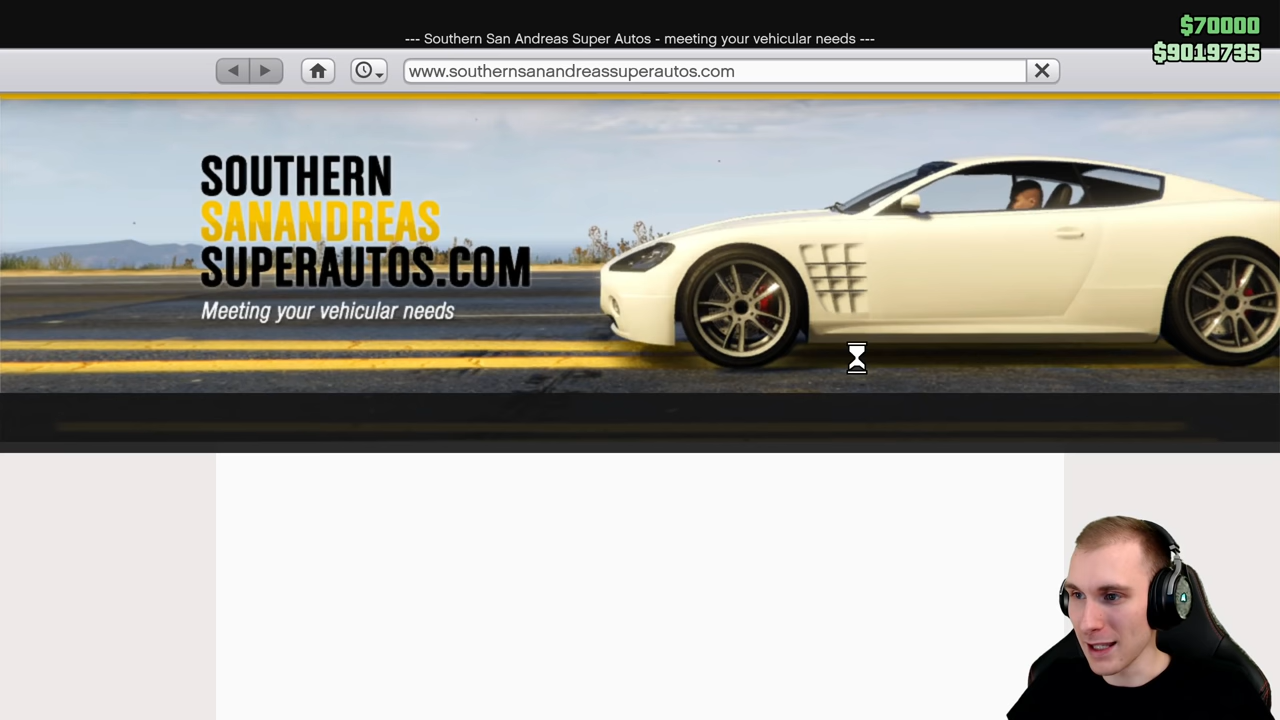 --- Southern San Andreas Super Autos - meeting your vehicular needs ---
$70000
$9019735
www.southernsanandreassuperautos.com
SOUTHERN
SANANDREAS
SUPERAUTOS.COM
Meeting your vehicular needs